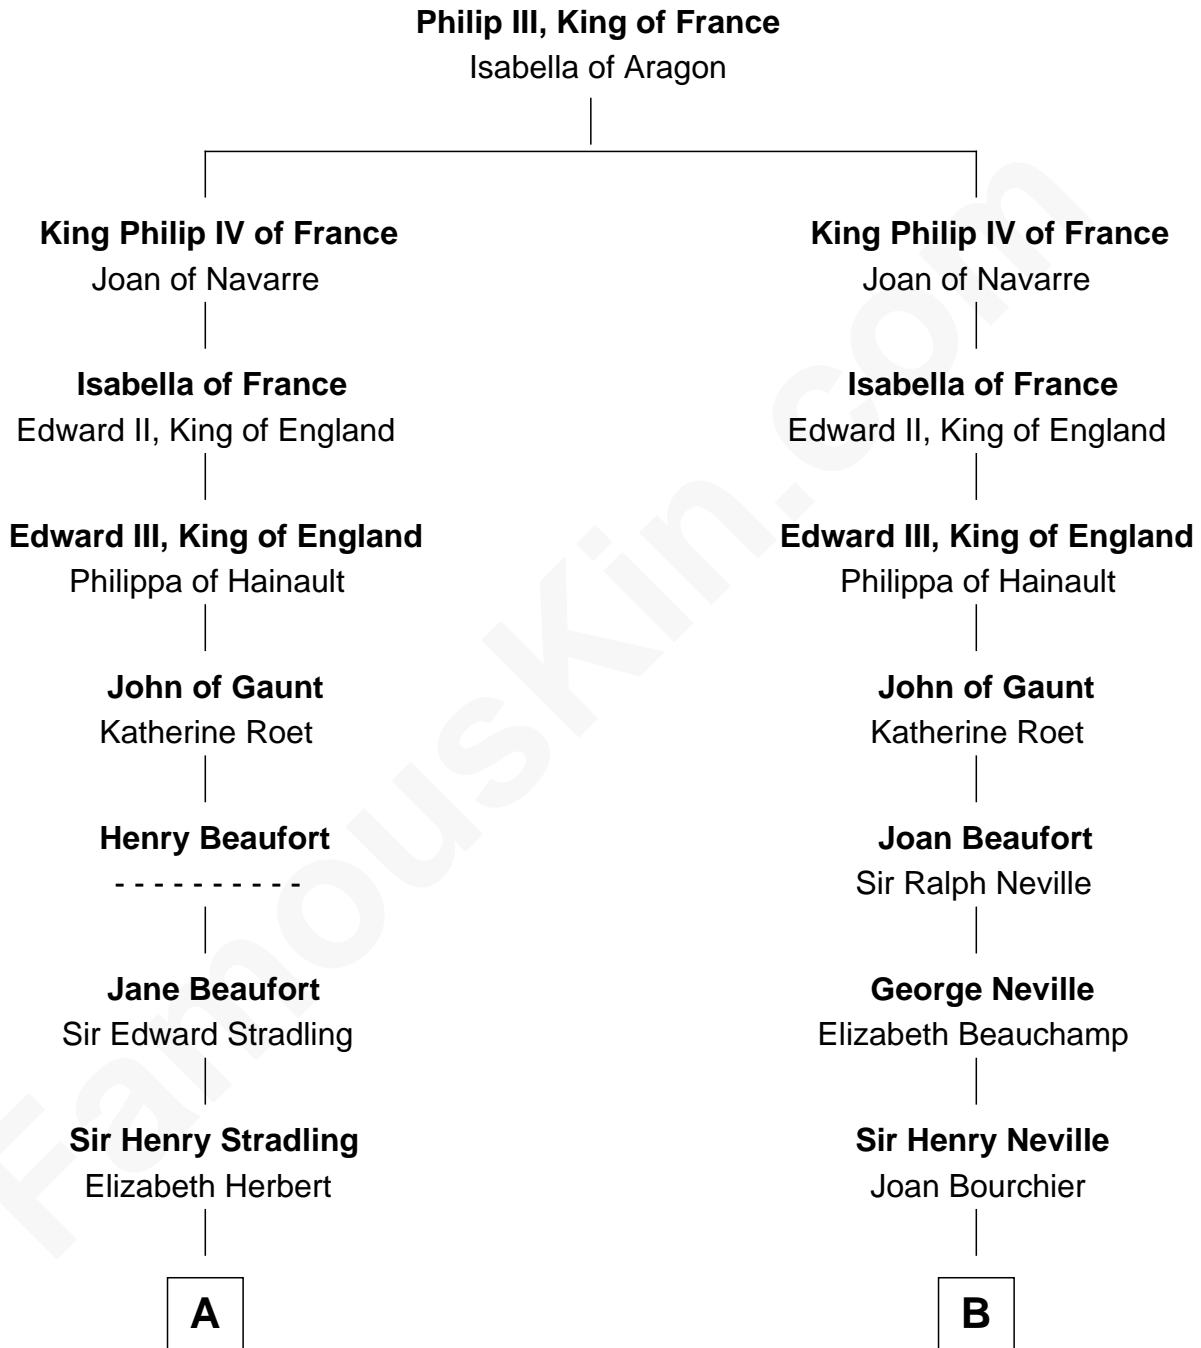 Philip III, King of France
Isabella of Aragon
King Philip IV of France
Joan of Navarre
Isabella of France
Edward II, King of England
Edward III, King of England
Philippa of Hainault
John of Gaunt
Katherine Roet
Henry Beaufort
- - - - - - - - - -
Jane Beaufort
Sir Edward Stradling
Sir Henry Stradling
Elizabeth Herbert
A
King Philip IV of France
Joan of Navarre
Isabella of France
Edward II, King of England
Edward III, King of England
Philippa of Hainault
John of Gaunt
Katherine Roet
Joan Beaufort
Sir Ralph Neville
George Neville
Elizabeth Beauchamp
Sir Henry Neville
Joan Bourchier
B
FamousKin.com